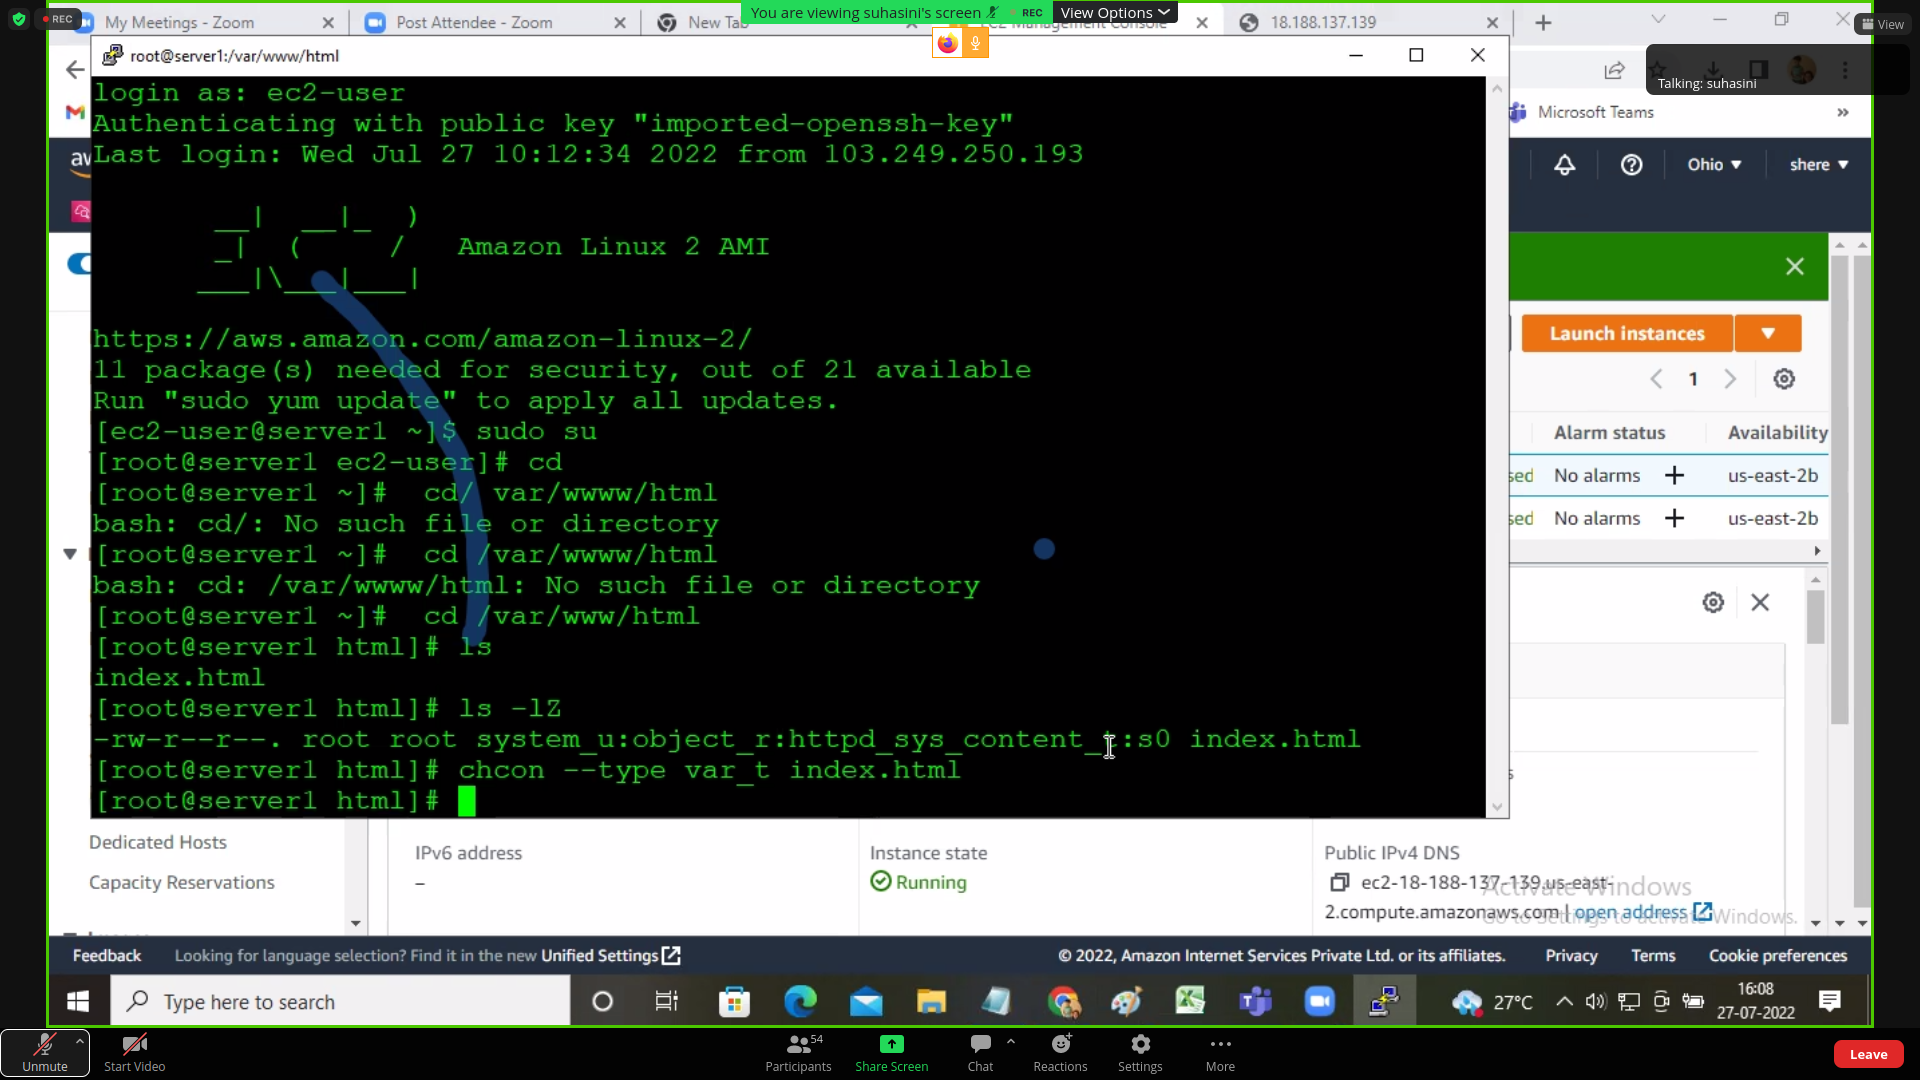 REC
My Meetings - Zoom
Post Attendee - Zoom
New Tab
You are viewing suhasini's screen
REC
View Options
18.188.137.139
View
Talking: suhasini
Microsoft Teams
root@server1:/var/www/html
login as: ec2-user
Authenticating with public key "imported-openssh-key"
Last login: Wed Jul 27 10:12:34 2022 from 103.249.250.193
__| __|_ )
_| ( / Amazon Linux 2 AMI
___|\___|___|
https://aws.amazon.com/amazon-linux-2/
11 package(s) needed for security, out of 21 available
Run "sudo yum update" to apply all updates.
[ec2-user@server1 ~]$ sudo su
[root@server1 ec2-user]# cd
[root@server1 ~]# cd/ var/wwww/html
bash: cd/: No such file or directory
[root@server1 ~]# cd /var/wwww/html
bash: cd: /var/wwww/html: No such file or directory
[root@server1 ~]# cd /var/www/html
[root@server1 html]# ls
index.html
[root@server1 html]# ls -lZ
-rw-r--r--. root root system_u:object_r:httpd_sys_content_t:s0 index.html
[root@server1 html]# chcon --type var_t index.html
[root@server1 html]#
Ohio
shere
Launch instances
1
Alarm status
Availability
No alarms
us-east-2b
No alarms
us-east-2b
Dedicated Hosts
Capacity Reservations
IPv6 address
–
Instance state
Running
Public IPv4 DNS
ec2-18-188-137-139.us-east-
2.compute.amazonaws.com | open address
Activate Windows
Go to Settings to activate Windows.
Feedback
Looking for language selection? Find it in the new Unified Settings
© 2022, Amazon Internet Services Private Ltd. or its affiliates.
Privacy
Terms
Cookie preferences
Type here to search
27°C
16:08
27-07-2022
Unmute
Start Video
54
Participants
Share Screen
Chat
Reactions
Settings
More
Leave